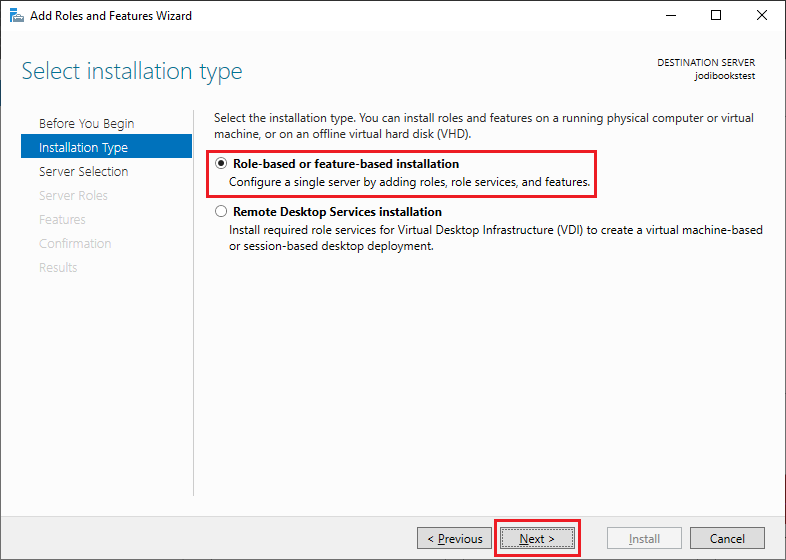 Add Roles and Features Wizard
Select installation type
DESTINATION SERVER
jodibookstest
Before You Begin
Installation Type
Server Selection
Server Roles
Features
Confirmation
Results
Select the installation type. You can install roles and features on a running physical computer or virtual
machine, or on an offline virtual hard disk (VHD).
Role-based or feature-based installation
Configure a single server by adding roles, role services, and features.
Remote Desktop Services installation
Install required role services for Virtual Desktop Infrastructure (VDI) to create a virtual machine-based
or session-based desktop deployment.
< Previous
Next >
Install
Cancel